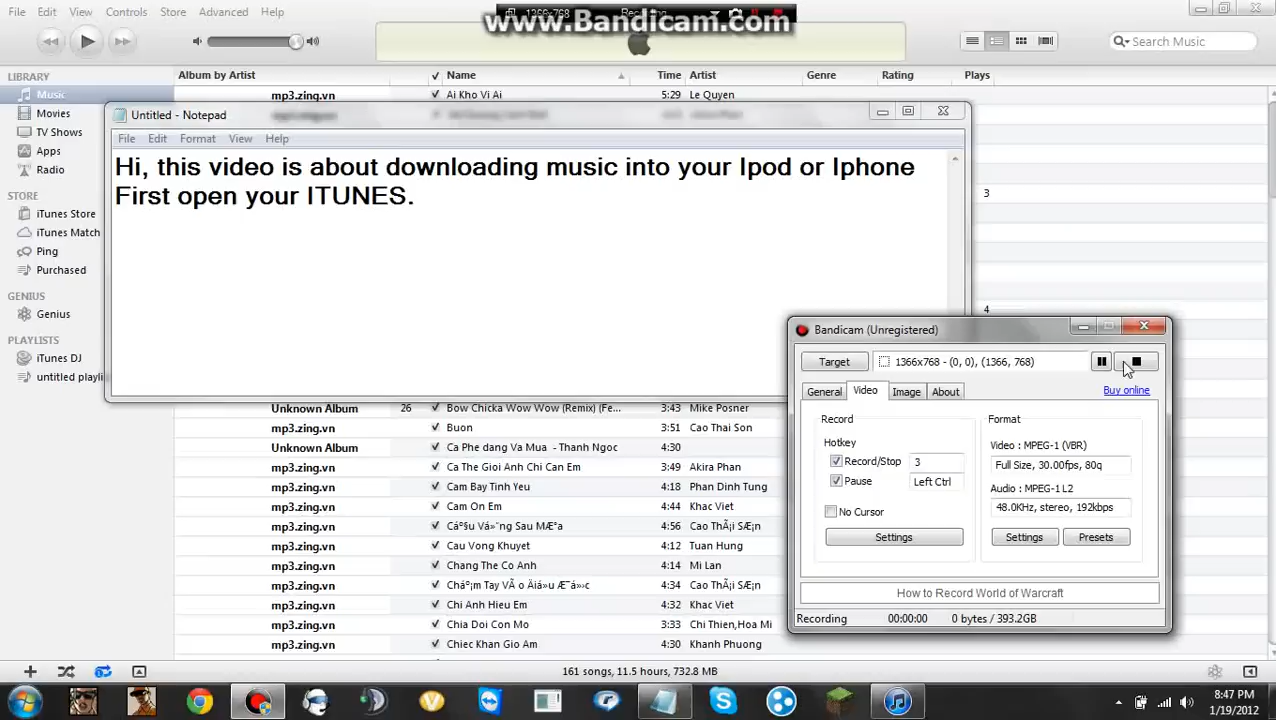 File Edit View Controls Store Advanced Help
1366x768 Recording
www.Bandicam.com
Search Music
LIBRARY
Music
Movies
TV Shows
Apps
Radio
STORE
iTunes Store
iTunes Match
Ping
Purchased
GENIUS
Genius
PLAYLISTS
iTunes DJ
untitled playli
Album by Artist ✓ Name Time Artist Genre Rating Plays
mp3.zing.vn ✓ Ai Kho Vi Ai 5:29 Le Quyen
Untitled - Notepad
File Edit Format View Help
Hi, this video is about downloading music into your Ipod or Iphone
First open your ITUNES.
3
4
Unknown Album 26 ✓ Bow Chicka Wow Wow (Remix) (Fe... 3:43 Mike Posner
mp3.zing.vn ✓ Buon 3:51 Cao Thai Son
Unknown Album ✓ Ca Phe dang Va Mua - Thanh Ngoc 4:30
mp3.zing.vn ✓ Ca The Gioi Anh Chi Can Em 3:49 Akira Phan
mp3.zing.vn ✓ Cam Bay Tinh Yeu 4:18 Phan Dinh Tung
mp3.zing.vn ✓ Cam On Em 4:44 Khac Viet
mp3.zing.vn ✓ Cáº§u Vá»“ng Sau MÆ°a 4:56 Cao ThÃ¡i SÆ¡n
mp3.zing.vn ✓ Cau Vong Khuyet 4:12 Tuan Hung
mp3.zing.vn ✓ Chang The Co Anh 4:14 Mi Lan
mp3.zing.vn ✓ 4:34 Cao ThÃ¡i SÆ¡n
mp3.zing.vn ✓ Chi Anh Hieu Em 4:32 Khac Viet
mp3.zing.vn ✓ Chia Doi Con Mo 3:33 Chi Thien,Hoa Mi
mp3.zing.vn ✓ Chiec Khan Gio Am 4:30 Khanh Phuong
Bandicam (Unregistered)
Target 1366x768 - (0, 0), (1366, 768)
General Video Image About Buy online
Record
Hotkey
Record/Stop 3
Pause Left Ctrl
No Cursor
Settings
Format
Video : MPEG-1 (VBR)
Full Size, 30.00fps, 80q
Audio : MPEG-1 L2
48.0KHz, stereo, 192kbps
Settings Presets
How to Record World of Warcraft
Recording 00:00:00 0 bytes / 393.2GB
161 songs, 11.5 hours, 732.8 MB
8:47 PM
1/19/2012